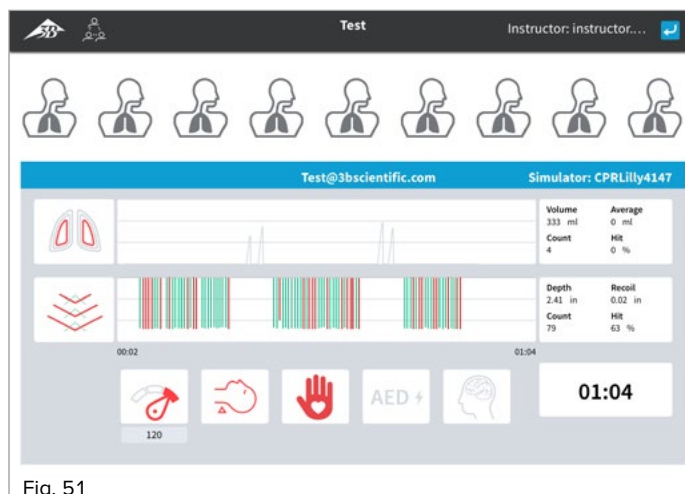 3B
Test
Instructor: instructor....
Test@3bscientific.com
Simulator: CPRLilly4147
Volume Average
333 ml 0 ml
Count Hit
4 0 %
Depth Recoil
2.41 in 0.02 in
Count Hit
79 63 %
00:02 01:04
AED
120
01:04
Fig. 51